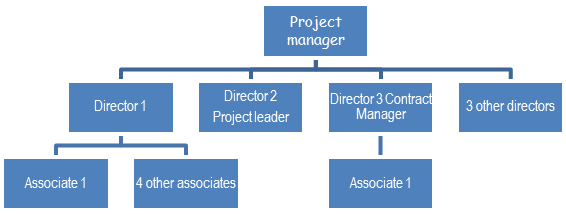 Project
manager
Director 1
Director 2
Project leader
Director 3 Contract
Manager
3 other directors
Associate 1
4 other associates
Associate 1